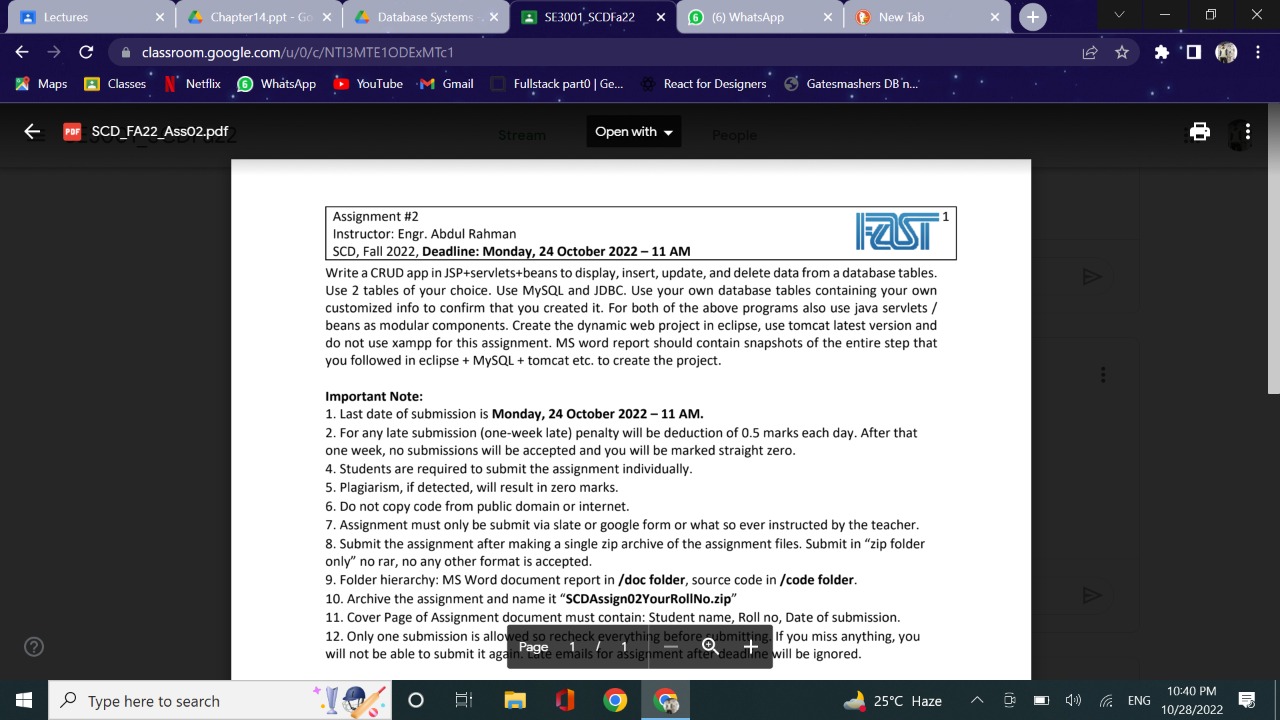 Lectures
Chapter14.ppt - Go
Database Systems
SE3001_SCDFa22
(6) WhatsApp
New Tab
classroom.google.com/u/0/c/NTI3MTE1ODExMTc1
Maps Classes Netflix WhatsApp YouTube Gmail Fullstack part0 | Ge... React for Designers Gatesmashers DB n...
PDF SCD_FA22_Ass02.pdf
Stream Open with People
Assignment #2
FAST 1
Instructor: Engr. Abdul Rahman
SCD, Fall 2022, Deadline: Monday, 24 October 2022 – 11 AM
Write a CRUD app in JSP+servlets+beans to display, insert, update, and delete data from a database tables.
Use 2 tables of your choice. Use MySQL and JDBC. Use your own database tables containing your own
customized info to confirm that you created it. For both of the above programs also use java servlets /
beans as modular components. Create the dynamic web project in eclipse, use tomcat latest version and
do not use xampp for this assignment. MS word report should contain snapshots of the entire step that
you followed in eclipse + MySQL + tomcat etc. to create the project.
Important Note:
1. Last date of submission is Monday, 24 October 2022 – 11 AM.
2. For any late submission (one-week late) penalty will be deduction of 0.5 marks each day. After that
one week, no submissions will be accepted and you will be marked straight zero.
4. Students are required to submit the assignment individually.
5. Plagiarism, if detected, will result in zero marks.
6. Do not copy code from public domain or internet.
7. Assignment must only be submit via slate or google form or what so ever instructed by the teacher.
8. Submit the assignment after making a single zip archive of the assignment files. Submit in “zip folder
only” no rar, no any other format is accepted.
9. Folder hierarchy: MS Word document report in /doc folder, source code in /code folder.
10. Archive the assignment and name it “SCDAssign02YourRollNo.zip”
11. Cover Page of Assignment document must contain: Student name, Roll no, Date of submission.
12. Only one submission is allowed so recheck everything before submitting. If you miss anything, you
will not be able to submit it again. Late emails for assignment after deadline will be ignored.
Page 1 / 1
Type here to search
25°C Haze
ENG
10:40 PM
10/28/2022